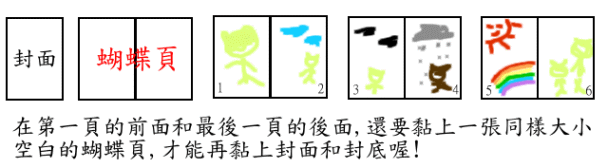 封面 蝴蝶頁
1 2 3 4 5 6
在第一頁的前面和最後一頁的後面,還要黏上一張同樣大小
空白的蝴蝶頁,才能再黏上封面和封底喔!